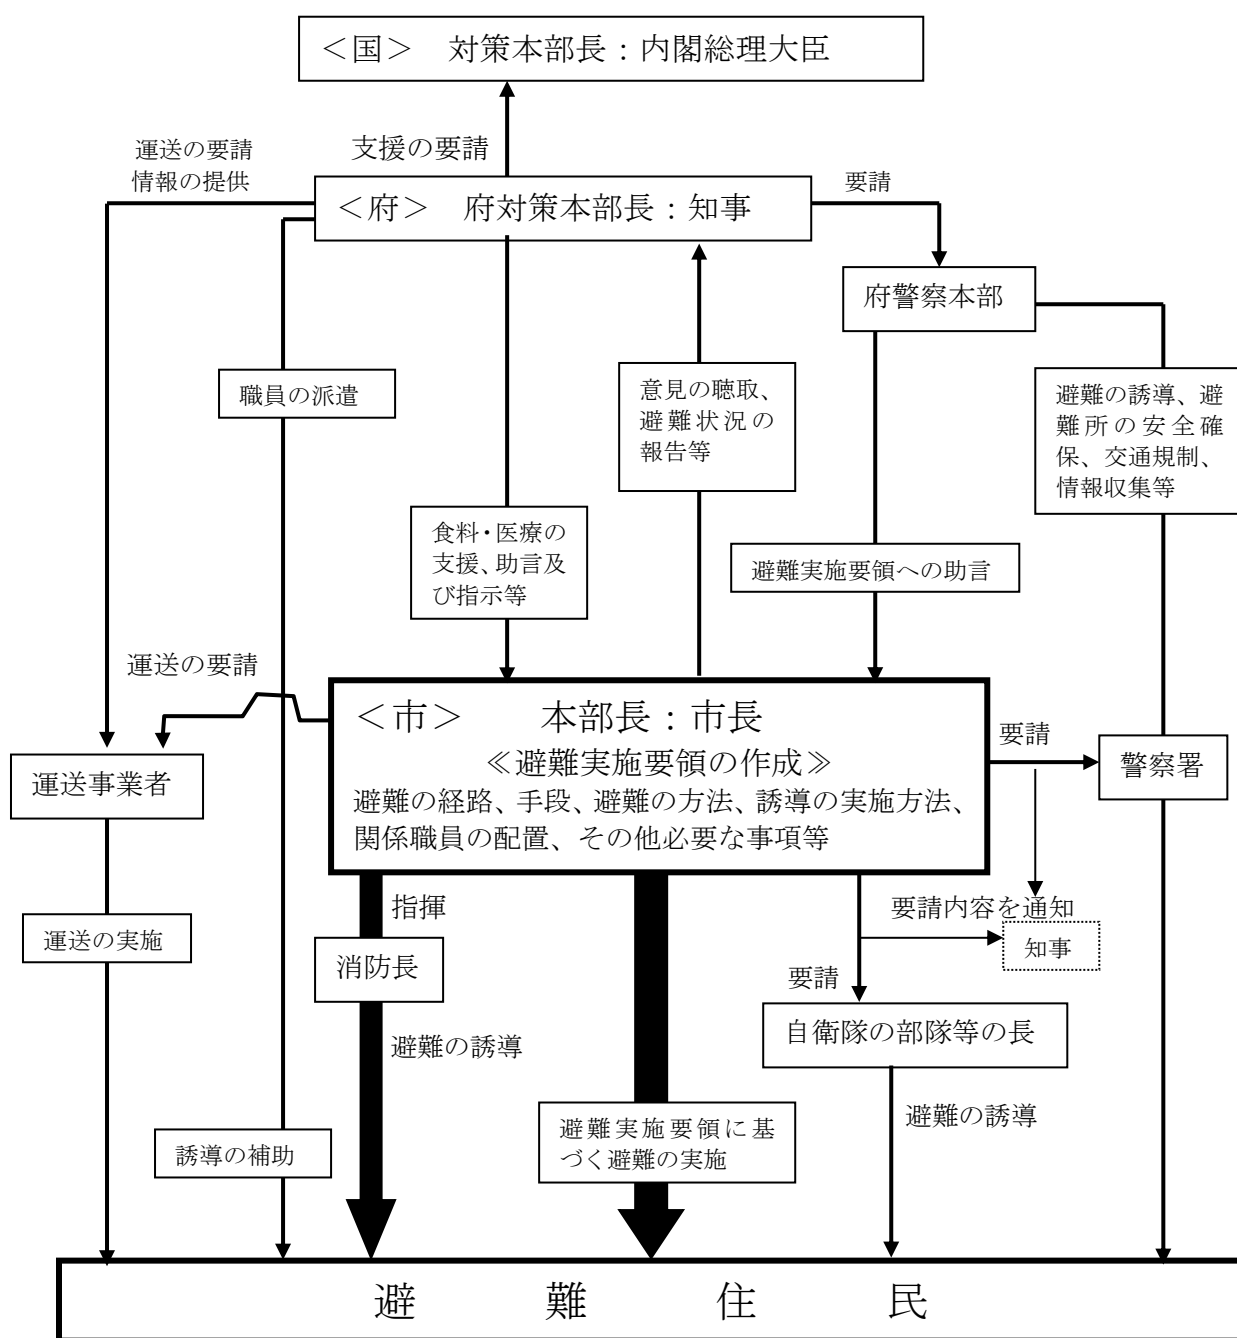 ＜国＞　対策本部長：内閣総理大臣
運送の要請
情報の提供
支援の要請
要請
＜府＞　府対策本部長：知事
府警察本部
職員の派遣
意見の聴取、
避難状況の
報告等
避難の誘導、避
難所の安全確
保、交通規制、
情報収集等
食料・医療の
支援、助言及
び指示等
避難実施要領への助言
運送の要請
＜市＞　　本部長：市長
≪避難実施要領の作成≫
避難の経路、手段、避難の方法、誘導の実施方法、
関係職員の配置、その他必要な事項等
要請
警察署
運送事業者
指揮
要請内容を通知
知事
運送の実施
消防長
要請
自衛隊の部隊等の長
避難の誘導
避難の誘導
避難実施要領に基
づく避難の実施
誘導の補助
避　難　住　民